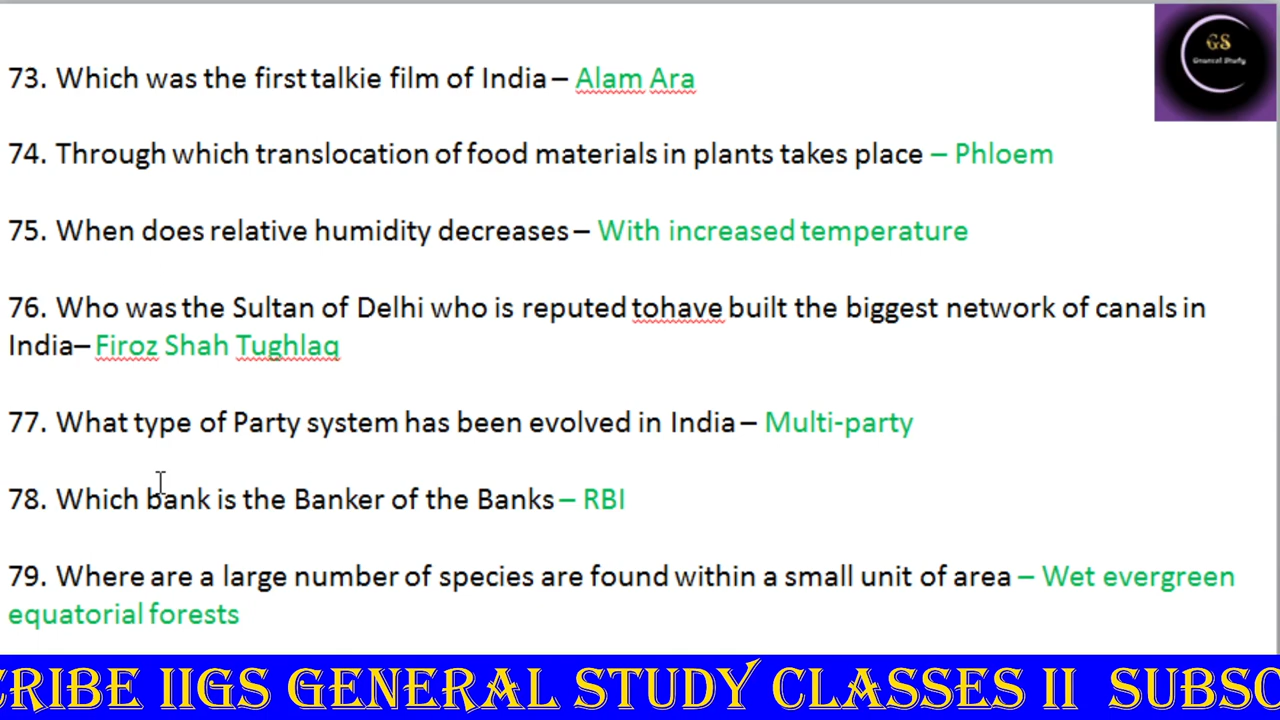 GS
General Study
73. Which was the first talkie film of India – Alam Ara
74. Through which translocation of food materials in plants takes place – Phloem
75. When does relative humidity decreases – With increased temperature
76. Who was the Sultan of Delhi who is reputed tohave built the biggest network of canals in
India– Firoz Shah Tughlaq
77. What type of Party system has been evolved in India – Multi-party
78. Which bank is the Banker of the Banks – RBI
79. Where are a large number of species are found within a small unit of area – Wet evergreen
equatorial forests
CRIBE IIGS GENERAL STUDY CLASSES II SUBSC